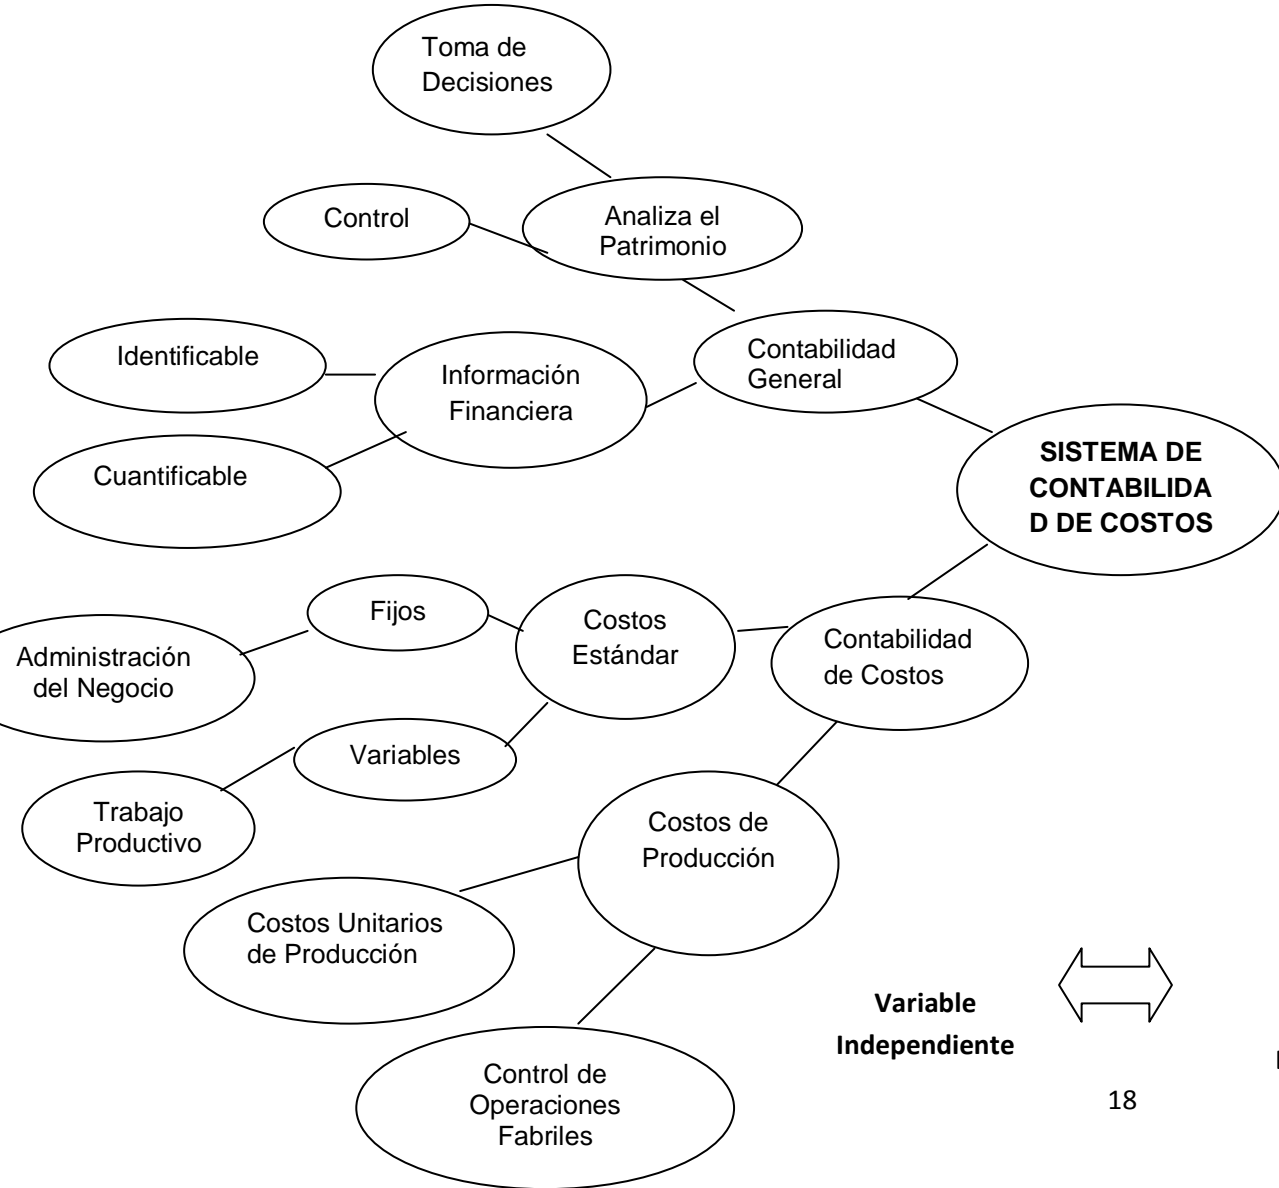 Toma de
Decisiones
Control
Analiza el
Patrimonio
Identificable
Información
Financiera
Contabilidad
General
Cuantificable
SISTEMA DE
CONTABILIDA
D DE COSTOS
Fijos
Costos
Estándar
Contabilidad
de Costos
Administración
del Negocio
Variables
Trabajo
Productivo
Costos de
Producción
Costos Unitarios
de Producción
Variable
Independiente
Control de
Operaciones
Fabriles
18